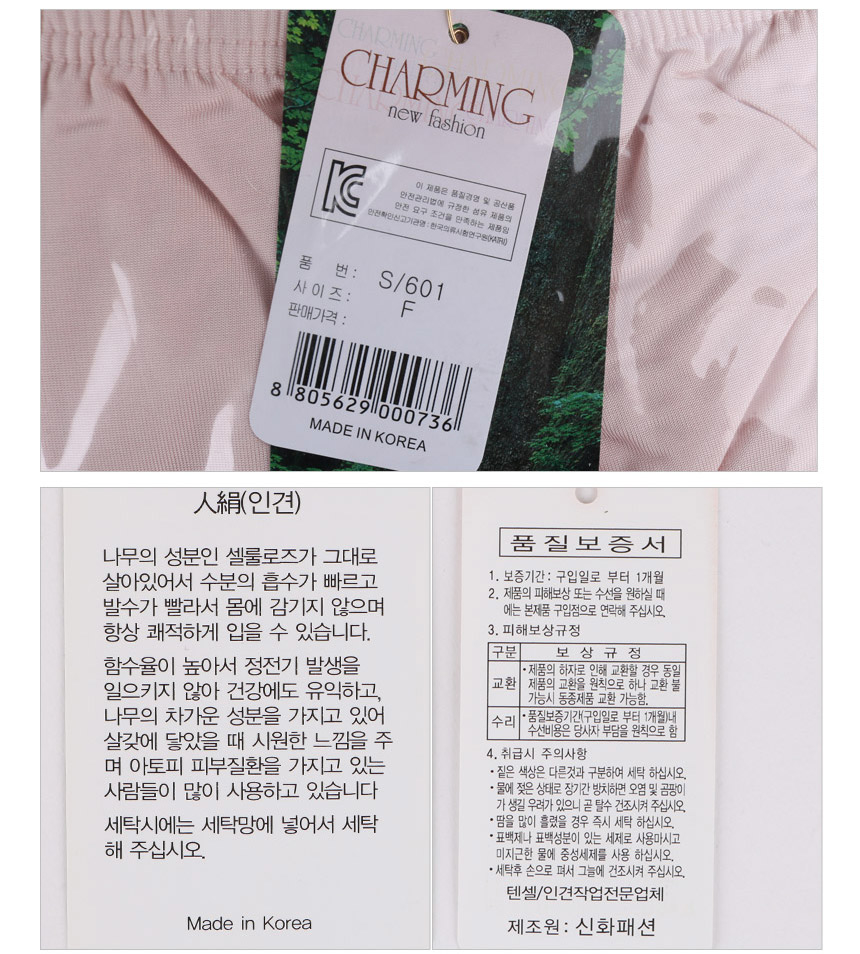 CHARMING
CHARMING
new fashion
이 제품은 품질경영 및 공산품
안전관리법에 규정한 섬유 제품의
안전 요구 조건을 만족하는 제품임
안전확인신고기관명 : 한국의류시험연구원(KATRI)
품 번 : S/601
사이즈 : F
판매가격 :
8 805629 000736
MADE IN KOREA
人絹(인견)
나무의 성분인 셀룰로즈가 그대로
살아있어서 수분의 흡수가 빠르고
발수가 빨라서 몸에 감기지 않으며
항상 쾌적하게 입을 수 있습니다.
함수율이 높아서 정전기 발생을
일으키지 않아 건강에도 유익하고,
나무의 차가운 성분을 가지고 있어
살갗에 닿았을 때 시원한 느낌을 주
며 아토피 피부질환을 가지고 있는
사람들이 많이 사용하고 있습니다
세탁시에는 세탁망에 넣어서 세탁
해 주십시오.
Made in Korea
품질보증서
1. 보증기간 : 구입일로 부터 1개월
2. 제품의 피해보상 또는 수선을 원하실 때
에는 본제품 구입점으로 연락해 주십시오.
3. 피해보상규정
구분 보 상 규 정
교환 • 제품의 하자로 인해 교환할 경우 동일
제품의 교환을 원칙으로 하나 교환 불
가능시 동종제품 교환 가능함.
수리 • 품질보증기간(구입일로 부터 1개월)내
수선비용은 당사자 부담을 원칙으로 함
4. 취급시 주의사항
• 짙은 색상은 다른것과 구분하여 세탁 하십시오.
• 물에 젖은 상태로 장기간 방치하면 오염 및 곰팡이
가 생길 우려가 있으니 곧 탈수 건조시켜 주십시오.
• 땀을 많이 흘렸을 경우 즉시 세탁 하십시오.
• 표백제나 표백성분이 있는 세제로 사용마시고
미지근한 물에 중성세제를 사용 하십시오.
• 세탁후 손으로 펴서 그늘에 건조시켜 주십시오.
텐셀/인견작업전문업체
제조원 : 신화패션